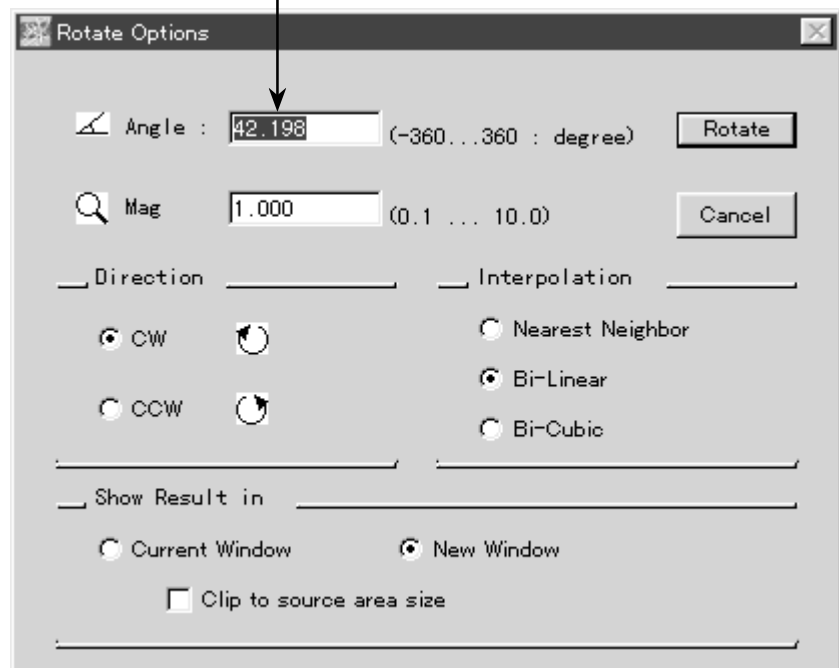 Rotate Options
Angle : 42.198 (-360...360 : degree) Rotate
Mag 1.000 (0.1 ... 10.0) Cancel
Direction Interpolation
CW Nearest Neighbor
Bi-Linear
CCW
Bi-Cubic
Show Result in
Current Window New Window
Clip to source area size